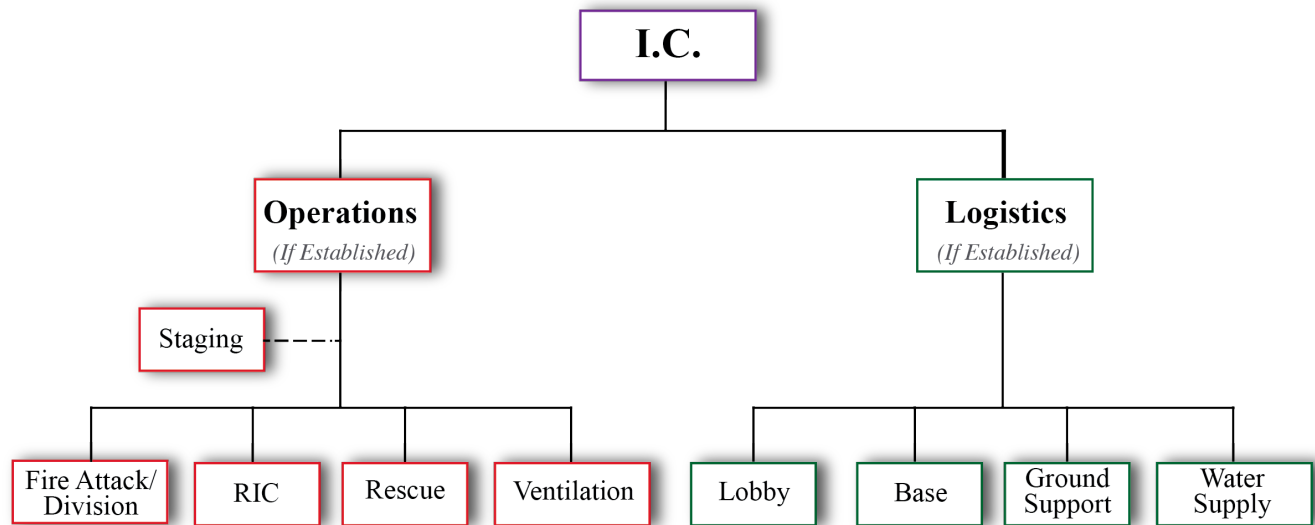 I.C.
Operations
(If Established)
Logistics
(If Established)
Staging
Fire Attack/
Division
RIC
Rescue
Ventilation
Lobby
Base
Ground
Support
Water
Supply